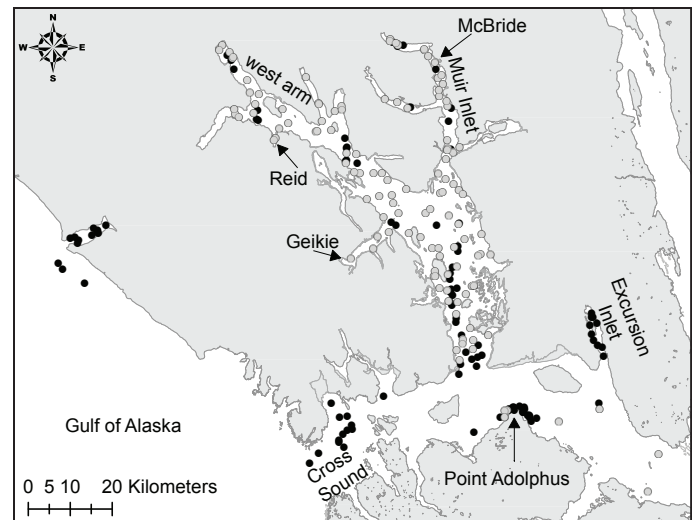 N
W E
S
McBride
west arm
Muir Inlet
Reid
Geikie
Excursion
Inlet
Gulf of Alaska
Cross
Sound
Point Adolphus
0 5 10 20 Kilometers